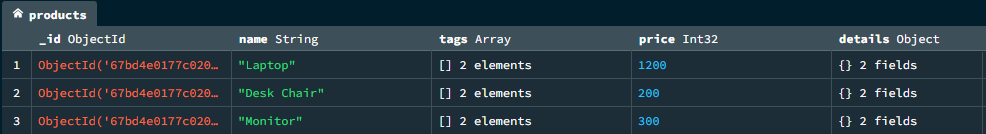 products
_id ObjectId name String tags Array price Int32 details Object
1 ObjectId('67bd4e0177c020… "Laptop" [] 2 elements 1200 {} 2 fields
2 ObjectId('67bd4e0177c020… "Desk Chair" [] 2 elements 200 {} 2 fields
3 ObjectId('67bd4e0177c020… "Monitor" [] 2 elements 300 {} 2 fields